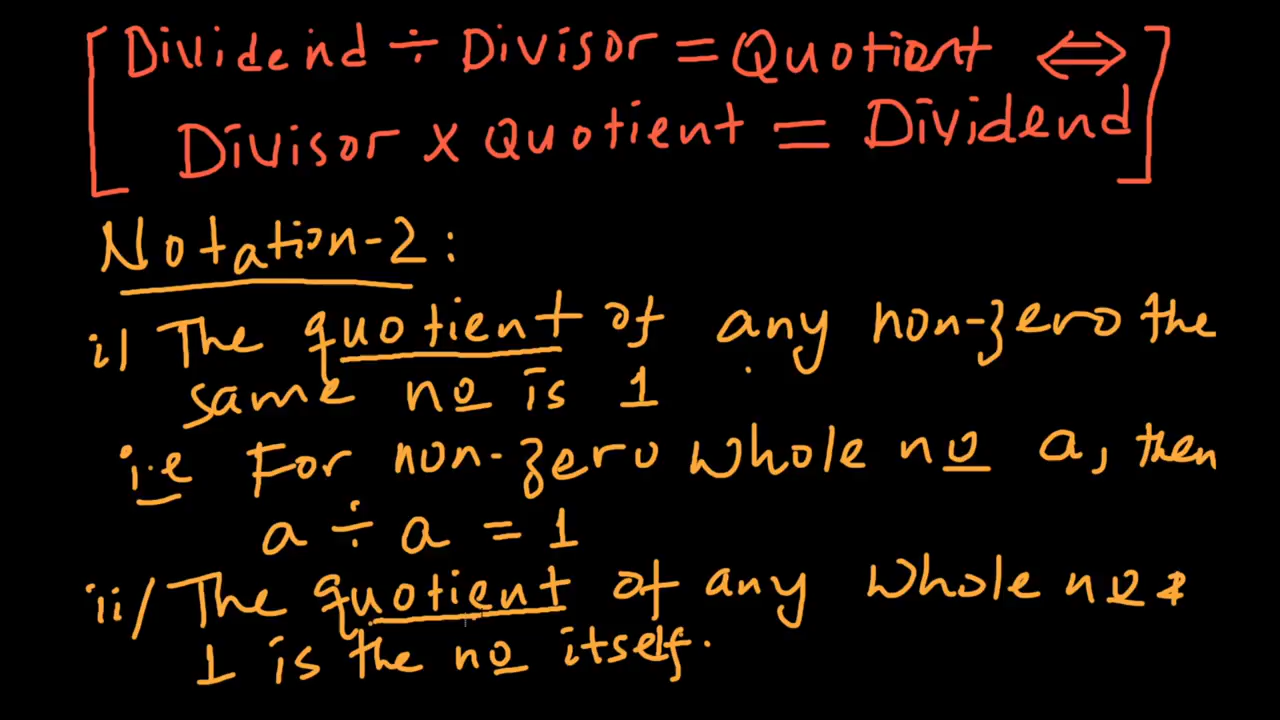 [Dividend ÷ Divisor = Quotient ⇔
Divisor × Quotient = Dividend]
Notation-2:
i) The quotient of any non-zero the
same no is 1
i.e For non-zero whole no a, then
a ÷ a = 1
ii/ The quotient of any whole no &
1 is the no itself.